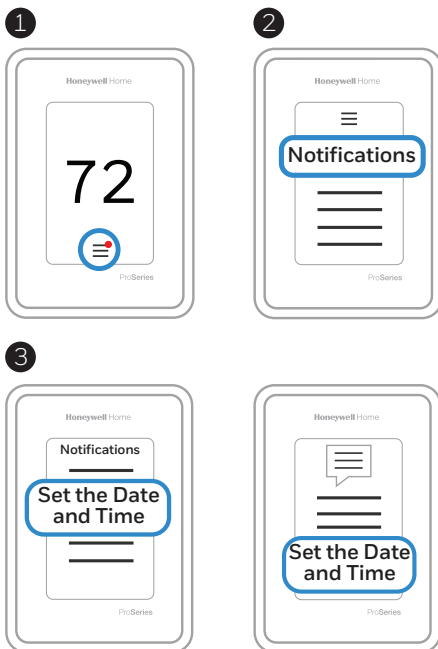 1
2
Honeywell Home
72
ProSeries
Honeywell Home
Notifications
ProSeries
3
Honeywell Home
Notifications
Set the Date
and Time
ProSeries
Honeywell Home
Set the Date
and Time
ProSeries